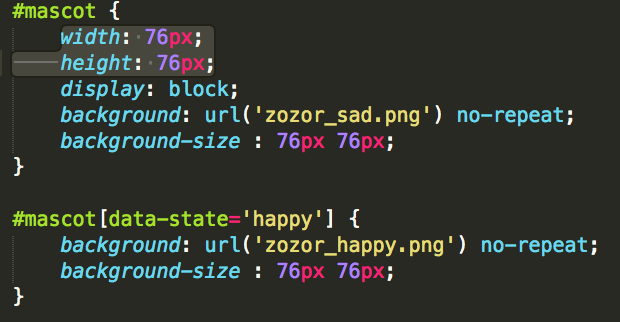 #mascot {
width: 76px;
height: 76px;
display: block;
background: url('zozor_sad.png') no-repeat;
background-size : 76px 76px;
}
#mascot[data-state='happy'] {
background: url('zozor_happy.png') no-repeat;
background-size : 76px 76px;
}